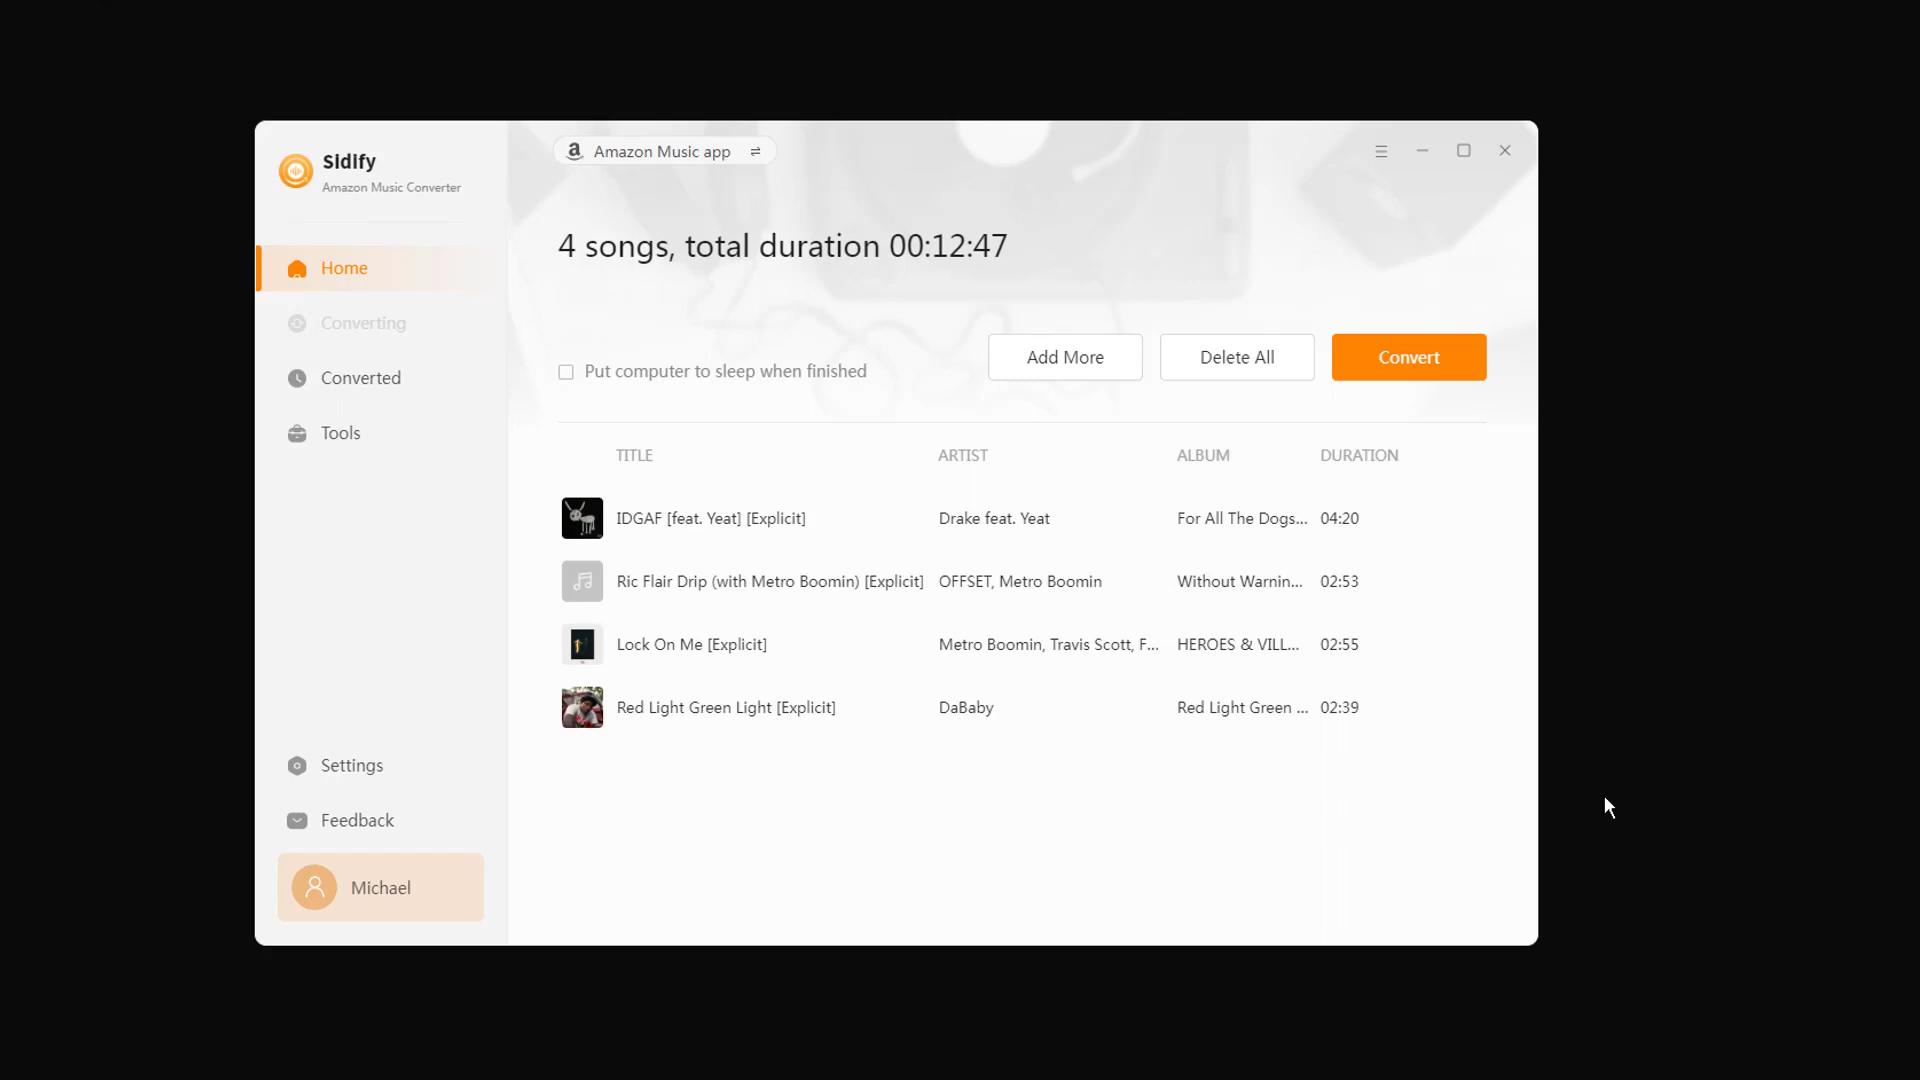 Sidify
Amazon Music Converter
Home
Converting
Converted
Tools
Settings
Feedback
Michael
Amazon Music app
4 songs, total duration 00:12:47
Put computer to sleep when finished
Add More
Delete All
Convert
TITLE ARTIST ALBUM DURATION
IDGAF [feat. Yeat] [Explicit] Drake feat. Yeat For All The Dogs... 04:20
Ric Flair Drip (with Metro Boomin) [Explicit] OFFSET, Metro Boomin Without Warnin... 02:53
Lock On Me [Explicit] Metro Boomin, Travis Scott, F... HEROES & VILL... 02:55
Red Light Green Light [Explicit] DaBaby Red Light Green ... 02:39